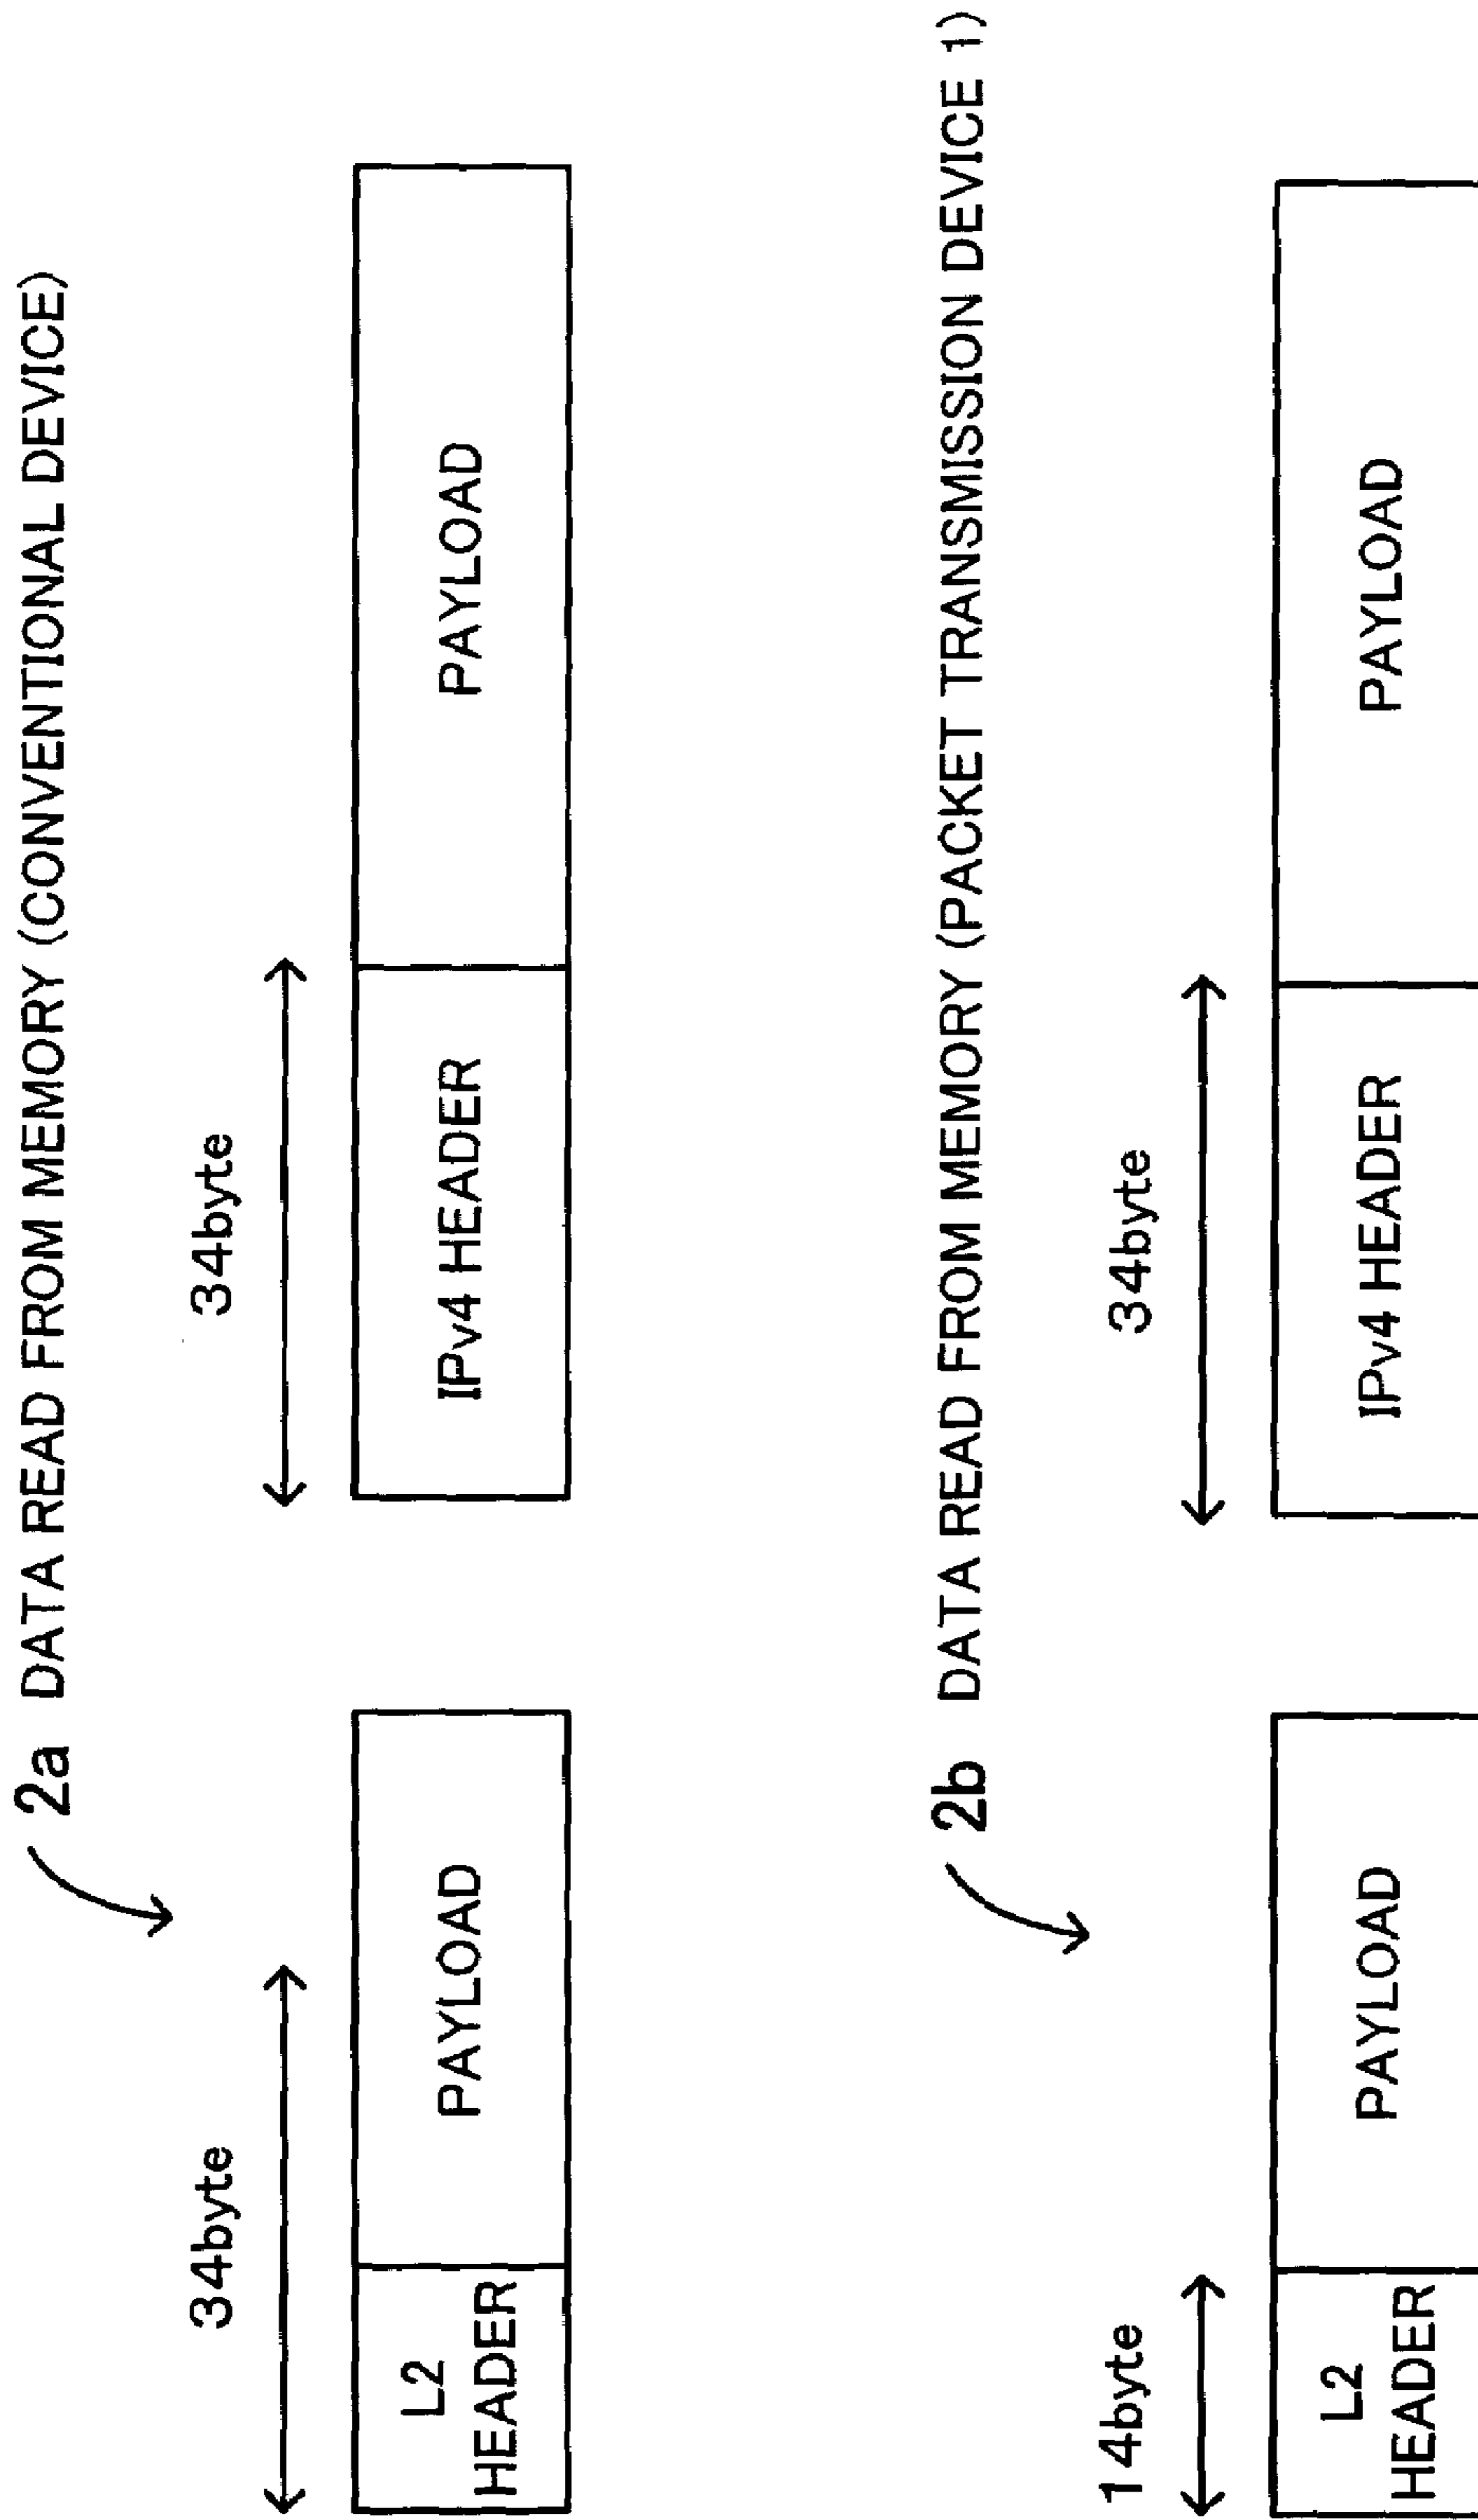 2a DATA READ FROM MEMORY (CONVENTIONAL DEVICE)
34byte
34byte
L2
HEADER
PAYLOAD
IPv4 HEADER
PAYLOAD
2b DATA READ FROM MEMORY (PACKET TRANSMISSION DEVICE 1)
14byte
34byte
L2
HEADER
PAYLOAD
IPv4 HEADER
PAYLOAD